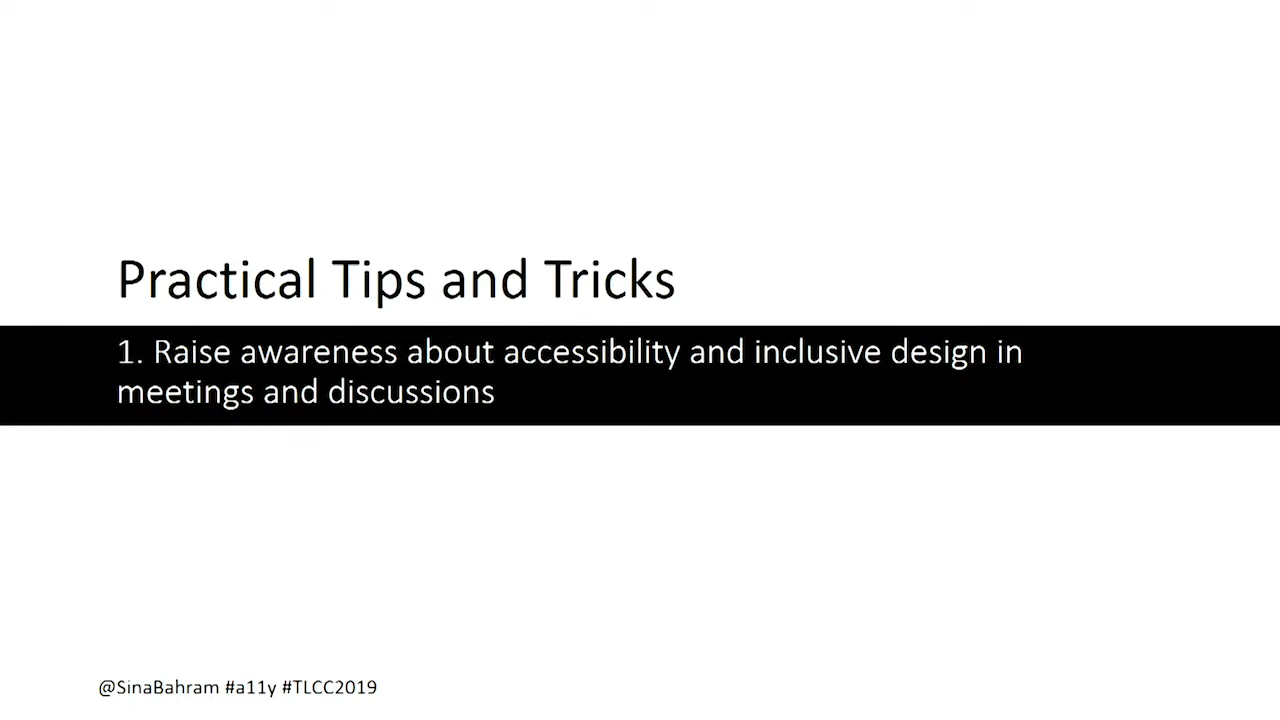 Practical Tips and Tricks
1. Raise awareness about accessibility and inclusive design in
meetings and discussions
@SinaBahram #a11y #TLCC2019